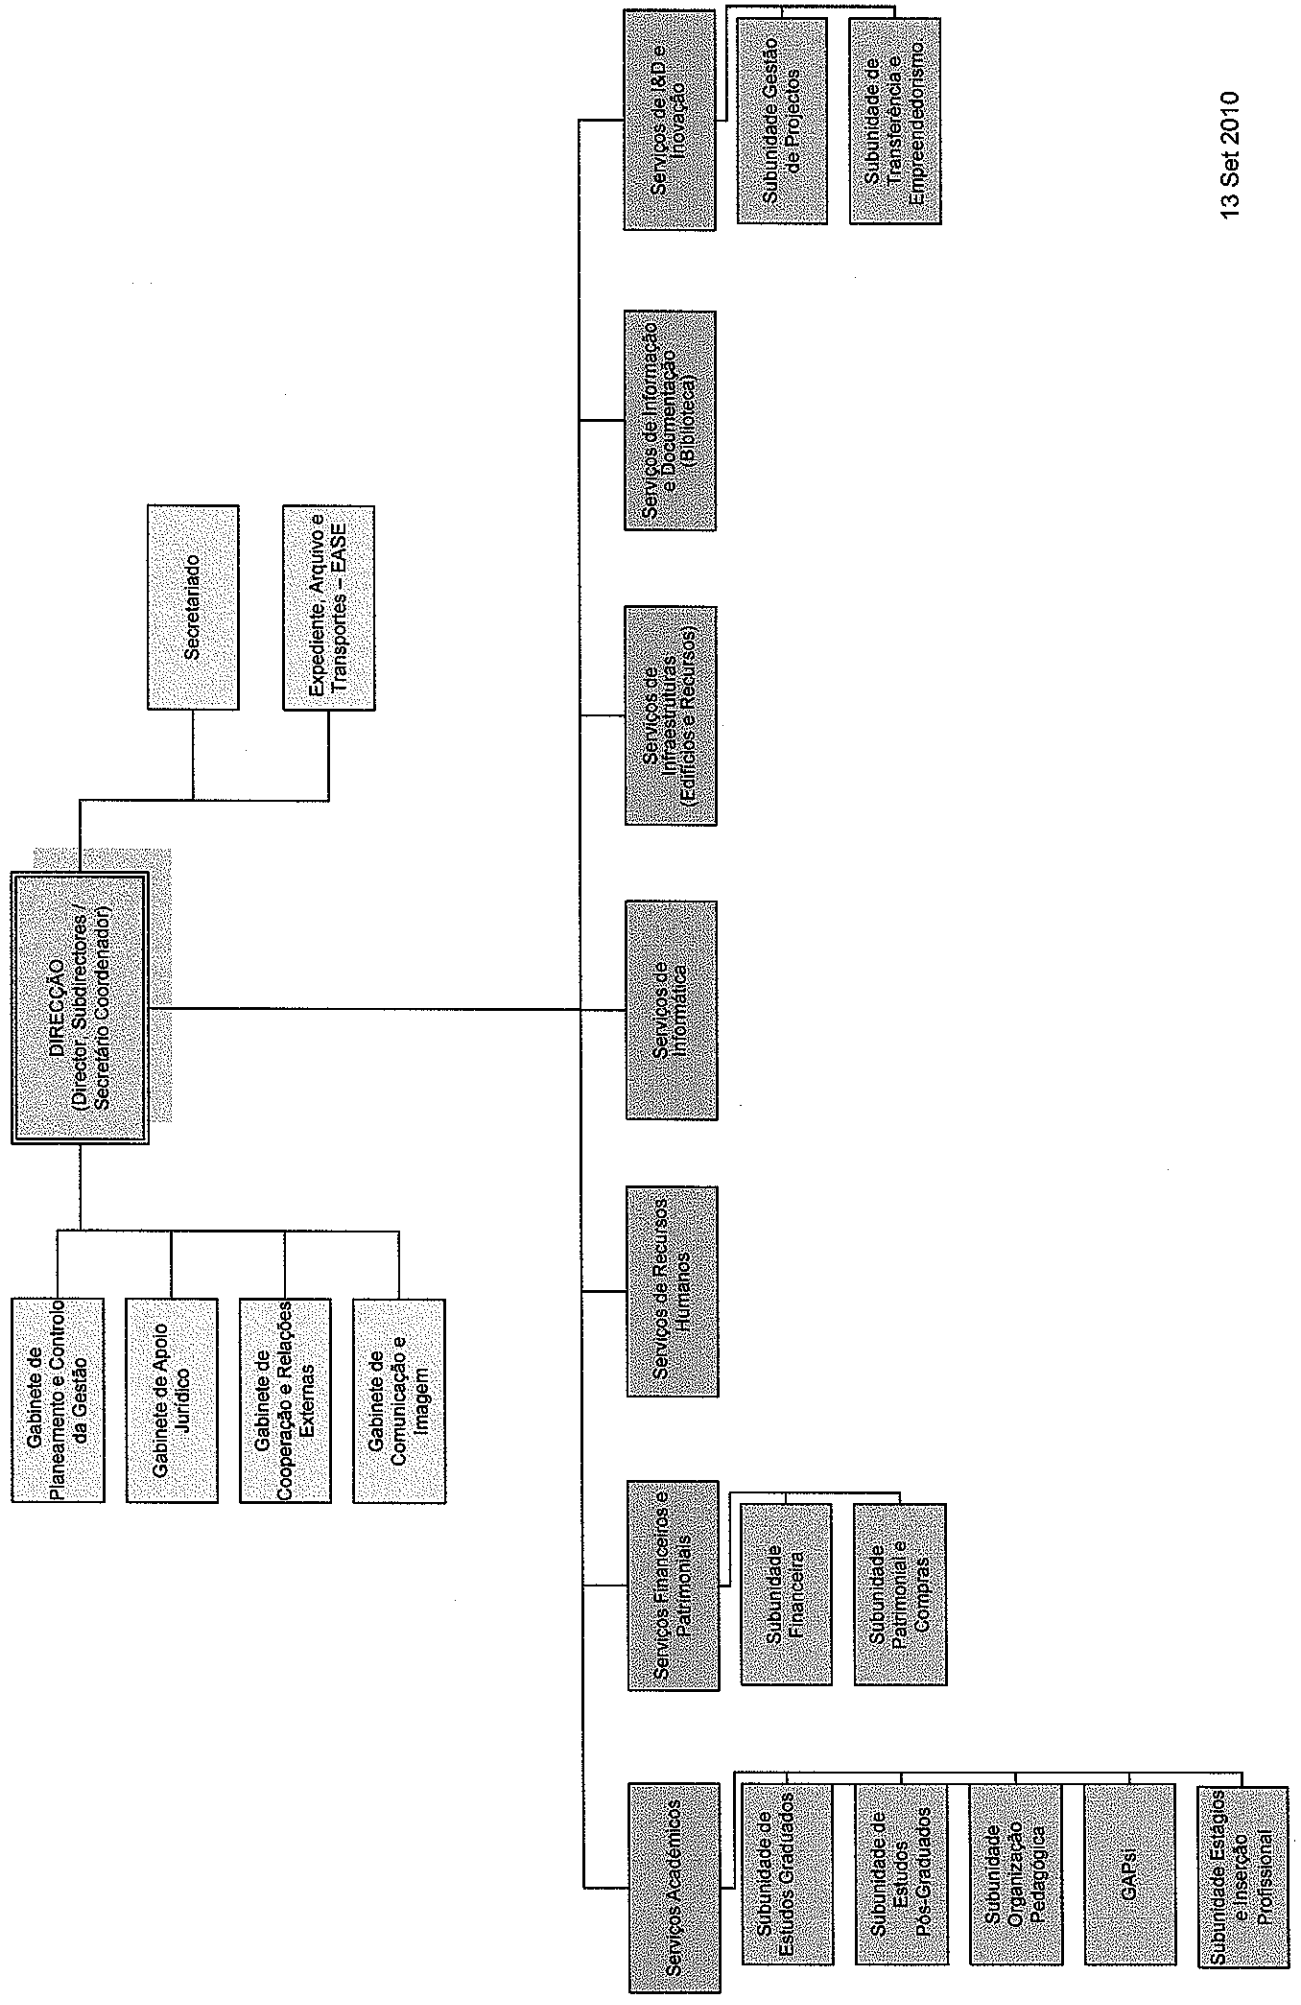 DIRECÇÃO
(Director, Subdirectores /
Secretário Coordenador)
Gabinete de
Planeamento e Controlo
da Gestão
Gabinete de Apoio
Jurídico
Gabinete de
Cooperação e Relações
Externas
Gabinete de
Comunicação e
Imagem
Secretariado
Expediente, Arquivo e
Transportes – EASE
Serviços Académicos
Subunidade de
Estudos Graduados
Subunidade de
Estudos
Pós-Graduados
Subunidade
Organização
Pedagógica
GAPsi
Subunidade Estágios
e Inserção
Profissional
Serviços Financeiros e
Patrimoniais
Subunidade
Financeira
Subunidade
Patrimonial e
Compras
Serviços de Recursos
Humanos
Serviços de
Informática
Serviços de
Infraestruturas
(Edifícios e Recursos)
Serviços de Informação
e Documentação
(Biblioteca)
Serviços de I&D e
Inovação
Subunidade Gestão
de Projectos
Subunidade de
Transferência e
Empreendedorismo
13 Set 2010